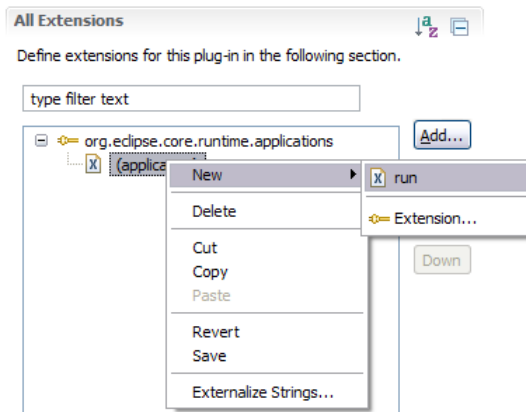 All Extensions
Define extensions for this plug-in in the following section.
type filter text
org.eclipse.core.runtime.applications
Add...
(applica
New
run
Delete
Extension...
Cut
Copy
Down
Paste
Revert
Save
Externalize Strings...